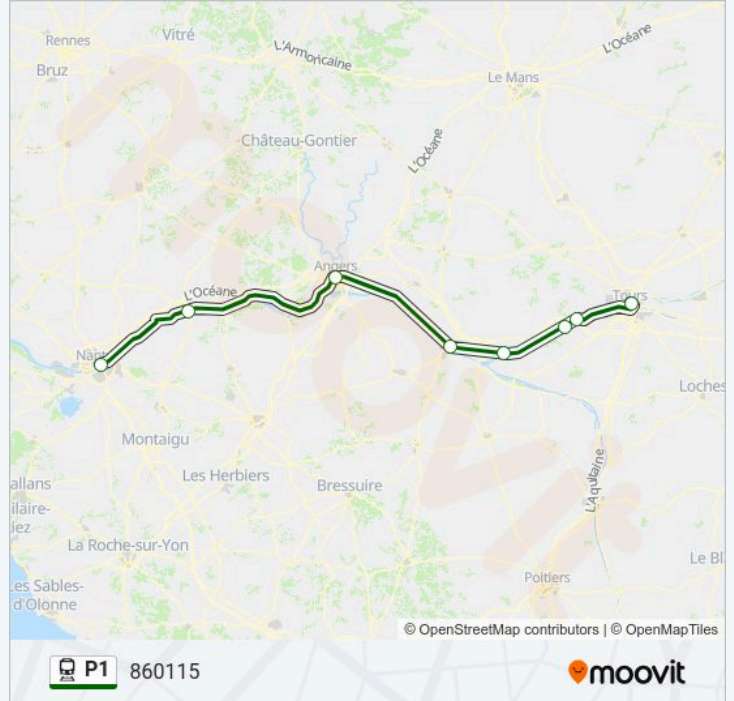 Rennes
Vitré
L'Océane
L'Armoricaine
Bruz
Le Mans
Château-Gontier
L'Océane
Angers
L'Océane
Tours
Nant
Loches
Montaigu
Les Herbiers
Bressuire
allans
ilaire-
iez
L'Aquitaine
La Roche-sur-Yon
Le Bl
Poitiers
Les Sables-
d'Olonne
moovit
© OpenStreetMap contributors | © OpenMapTiles
P1 860115
moovit